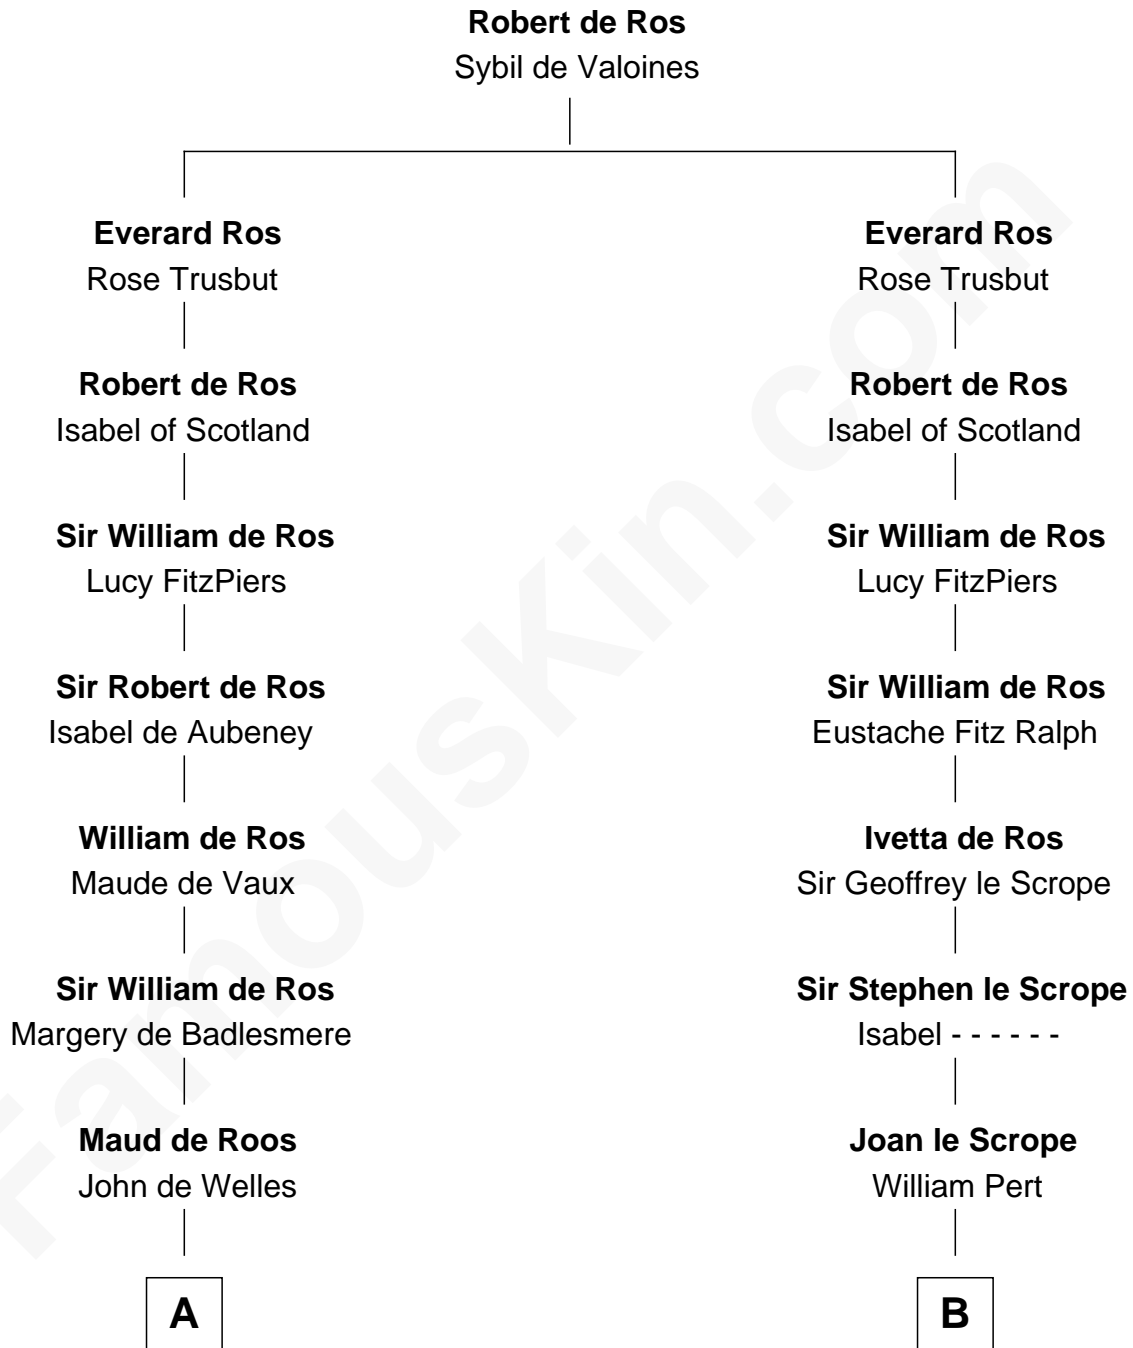 Robert de Ros
Sybil de Valoines
Everard Ros
Rose Trusbut
Robert de Ros
Isabel of Scotland
Sir William de Ros
Lucy FitzPiers
Sir Robert de Ros
Isabel de Aubeney
William de Ros
Maude de Vaux
Sir William de Ros
Margery de Badlesmere
Maud de Roos
John de Welles
A
Everard Ros
Rose Trusbut
Robert de Ros
Isabel of Scotland
Sir William de Ros
Lucy FitzPiers
Sir William de Ros
Eustache Fitz Ralph
Ivetta de Ros
Sir Geoffrey le Scrope
Sir Stephen le Scrope
Isabel - - - - - -
Joan le Scrope
William Pert
B
FamousKin.com